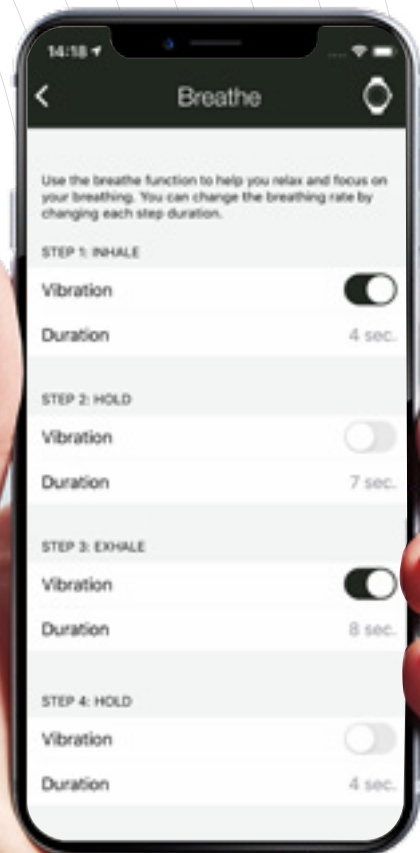 14:18
Breathe
Use the breathe function to help you relax and focus on
your breathing. You can change the breathing rate by
changing each step duration.
STEP 1: INHALE
Vibration
Duration 4 sec.
STEP 2: HOLD
Vibration
Duration 7 sec.
STEP 3: EXHALE
Vibration
Duration 8 sec.
STEP 4: HOLD
Vibration
Duration 4 sec.